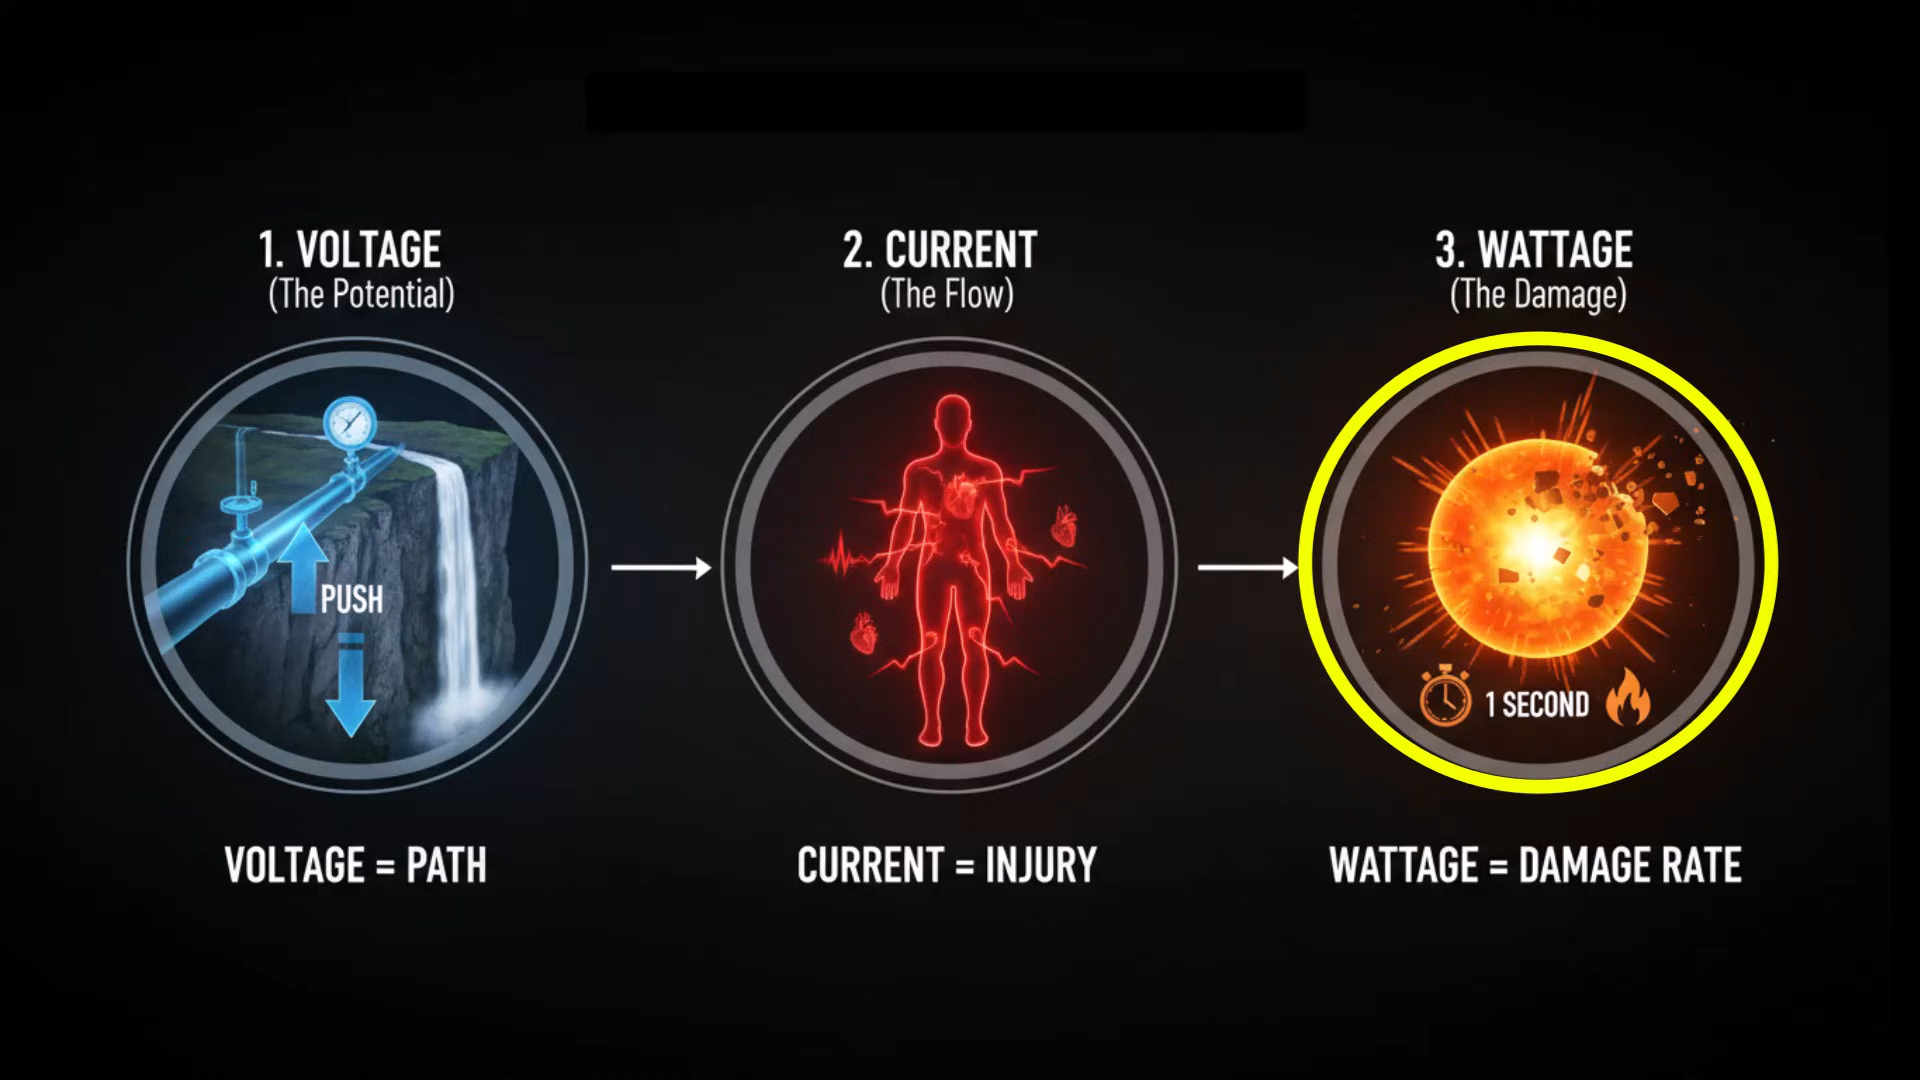 1. VOLTAGE
(The Potential)
PUSH
VOLTAGE = PATH
2. CURRENT
(The Flow)
CURRENT = INJURY
3. WATTAGE
(The Damage)
1 SECOND
WATTAGE = DAMAGE RATE